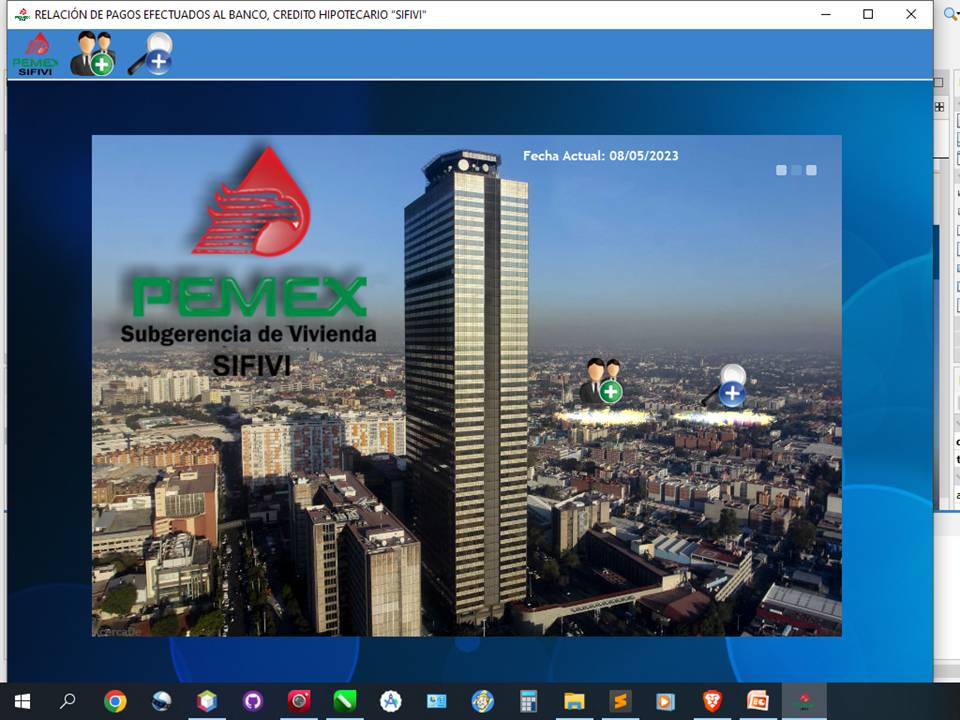 RELACIÓN DE PAGOS EFECTUADOS AL BANCO, CREDITO HIPOTECARIO "SIFIVI"
PEMEX
SIFIVI
Fecha Actual: 08/05/2023
PEMEX
Subgerencia de Vivienda
SIFIVI
AcercaDe